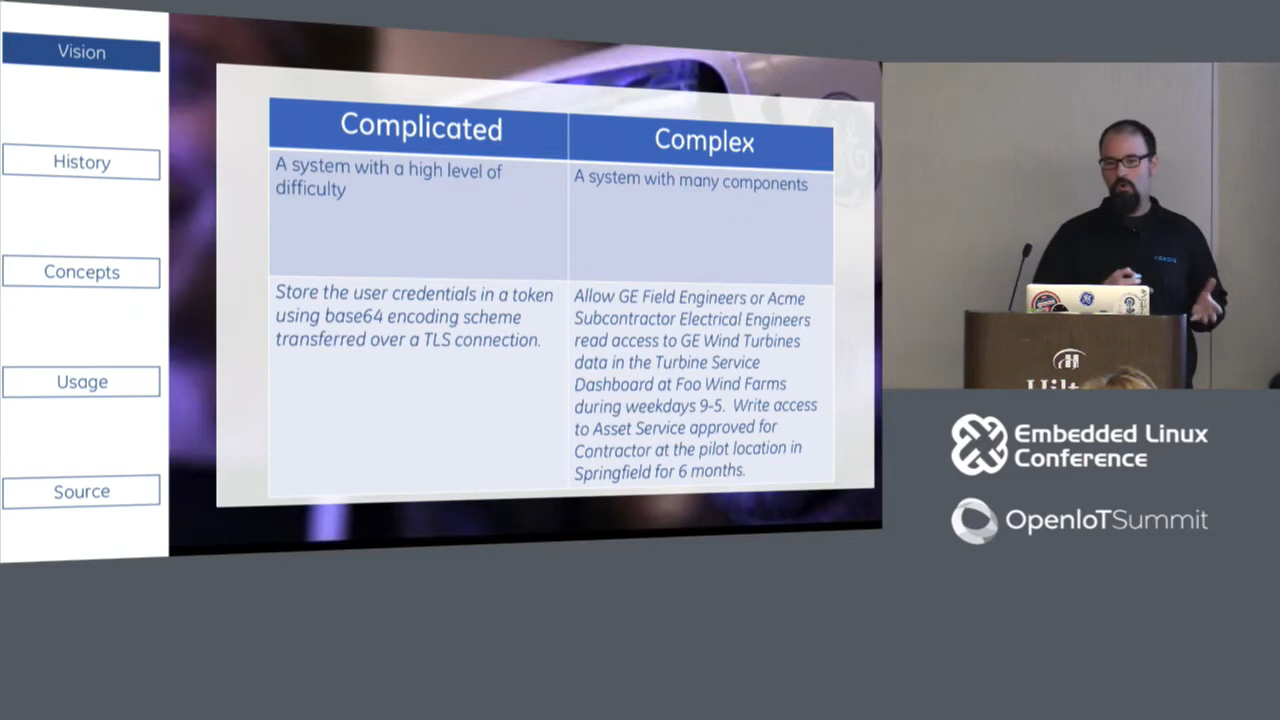 Vision
History
Concepts
Usage
Source
Complicated
Complex
A system with a high level of
difficulty
A system with many components
Store the user credentials in a token
using base64 encoding scheme
transferred over a TLS connection.
Allow GE Field Engineers or Acme
Subcontractor Electrical Engineers
read access to GE Wind Turbines
data in the Turbine Service
Dashboard at Foo Wind Farms
during weekdays 9-5. Write access
to Asset Service approved for
Contractor at the pilot location in
Springfield for 6 months.
Hilt
Embedded Linux
Conference
OpenIoTSummit